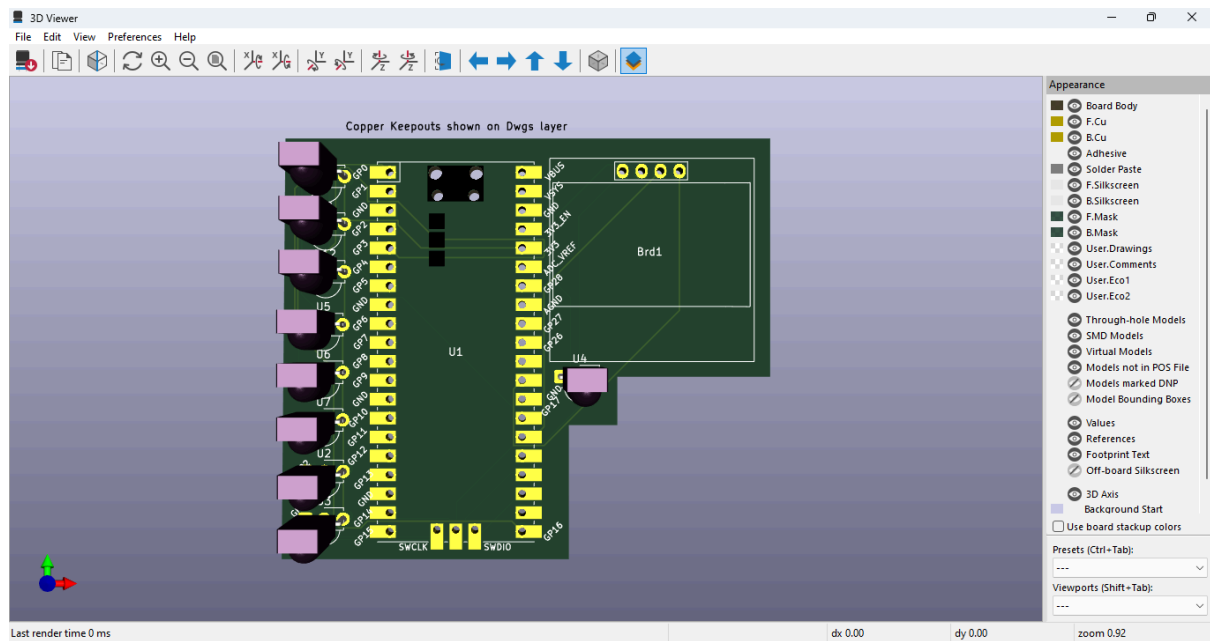 3D Viewer
File Edit View Preferences Help
Appearance
Board Body
F.Cu
B.Cu
Adhesive
Solder Paste
F.Silkscreen
B.Silkscreen
F.Mask
B.Mask
User.Drawings
User.Comments
User.Eco1
User.Eco2
Through-hole Models
SMD Models
Virtual Models
Models not in POS File
Models marked DNP
Model Bounding Boxes
Values
References
Footprint Text
Off-board Silkscreen
3D Axis
Background Start
Use board stackup colors
Presets (Ctrl+Tab):
---
Viewports (Shift+Tab):
---
Copper Keepouts shown on Dwgs layer
GP0
GP1
GND
GP2
GP3
GP4
GP5
GND
GP6
GP7
GP8
GP9
GND
GP10
GP11
GP12
GP13
GND
GP15
U5
U6
U7
U2
U1
VBUS
VSYS
GND
3V3_EN
3V3
ADC_VREF
GP28
AGND
GP27
GP26
GND
GP17
GP16
U4
Brd1
SWCLK
SWDIO
Last render time 0 ms
dx 0.00
dy 0.00
zoom 0.92